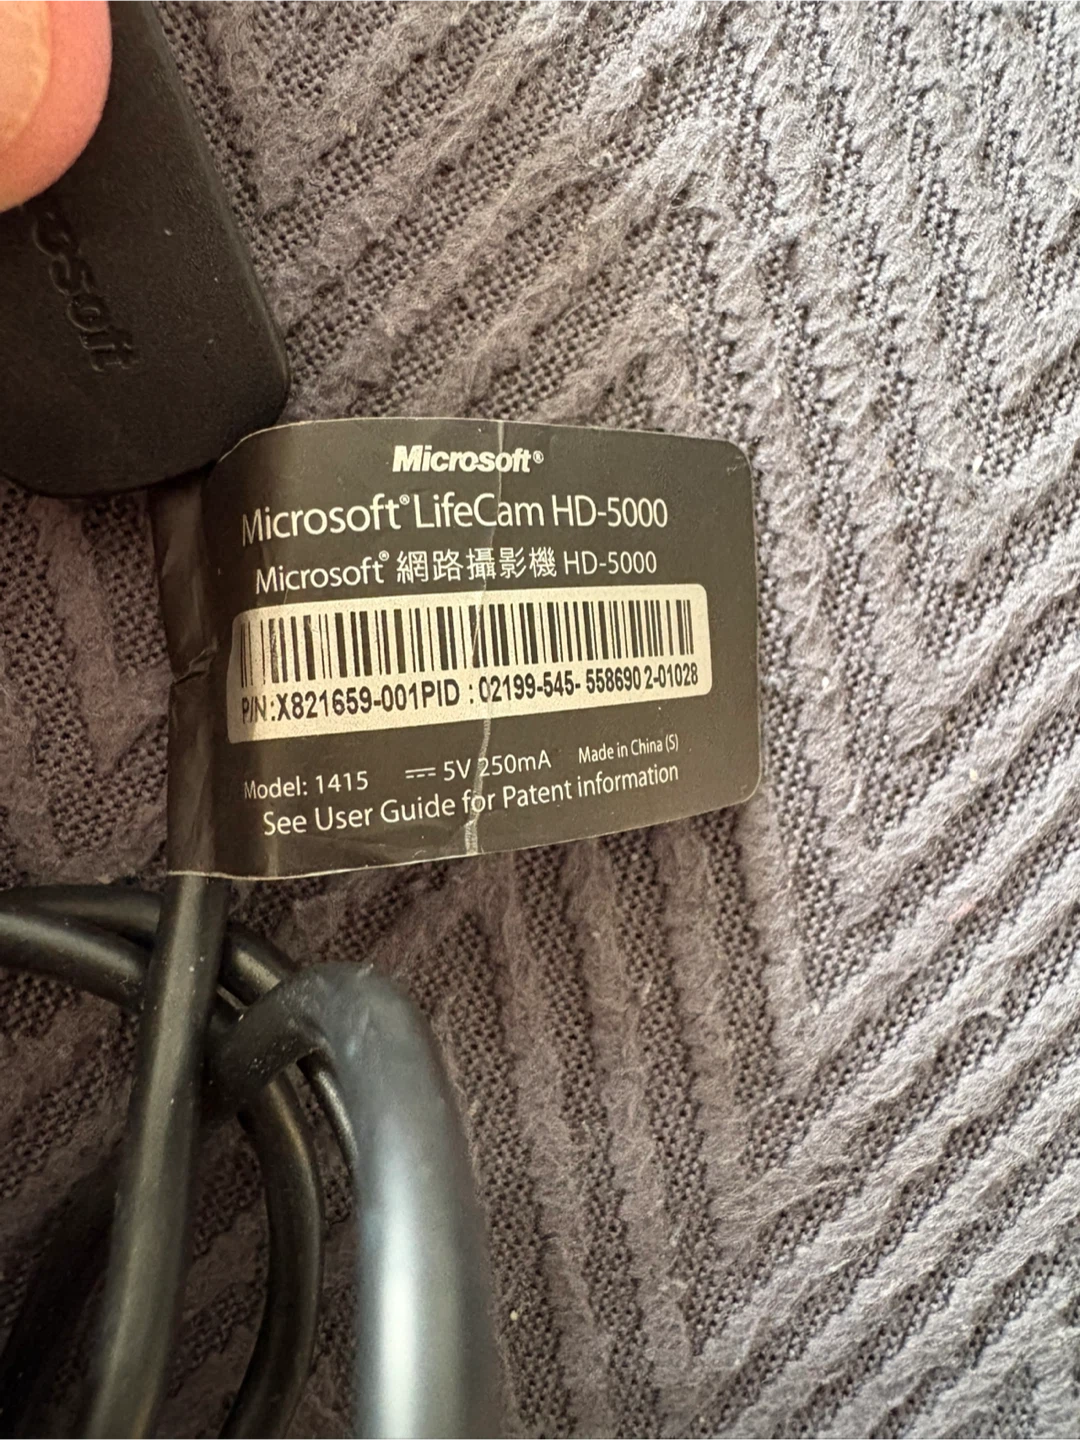 Microsoft®
Microsoft® LifeCam HD-5000
Microsoft® 網路攝影機 HD-5000
P/N:X821659-001PID : 02199-545- 558690 2-01028
Model: 1415 ⎓ 5V 250mA Made in China (S)
See User Guide for Patent information